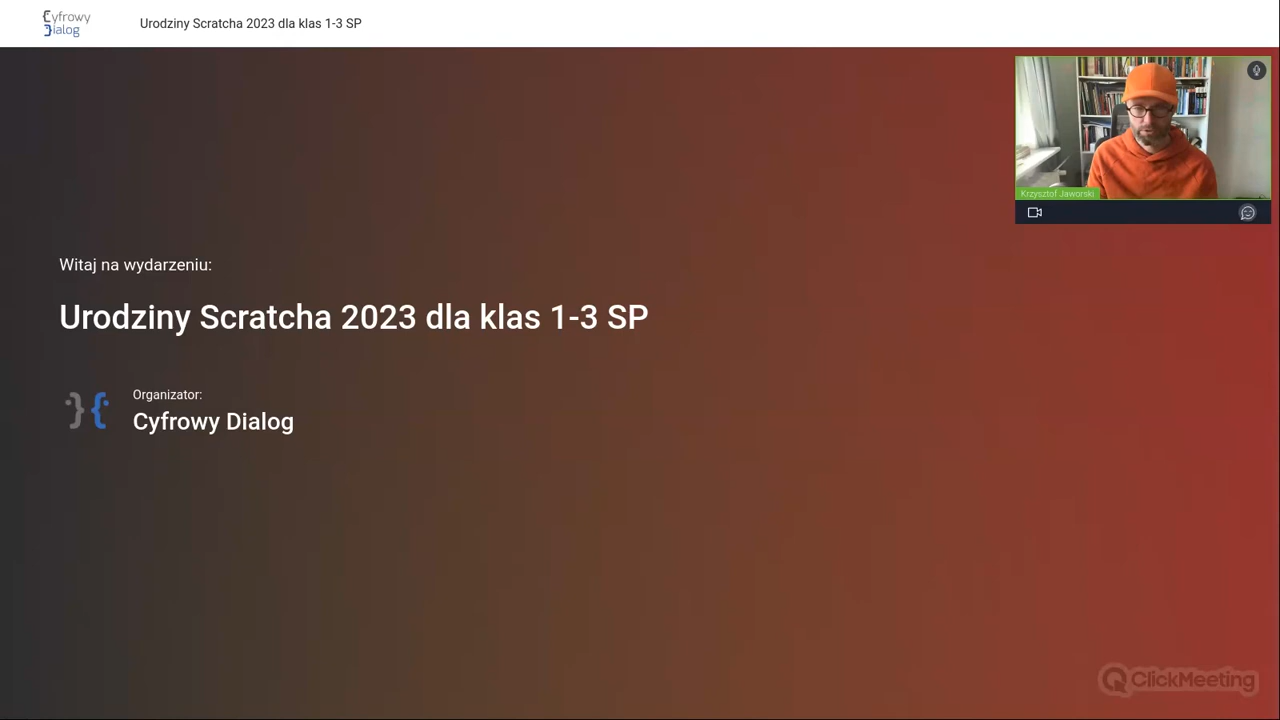 Cyfrowy
Dialog
Urodziny Scratcha 2023 dla klas 1-3 SP
Krzysztof Jaworski
Witaj na wydarzeniu:
Urodziny Scratcha 2023 dla klas 1-3 SP
Organizator:
Cyfrowy Dialog
ClickMeeting